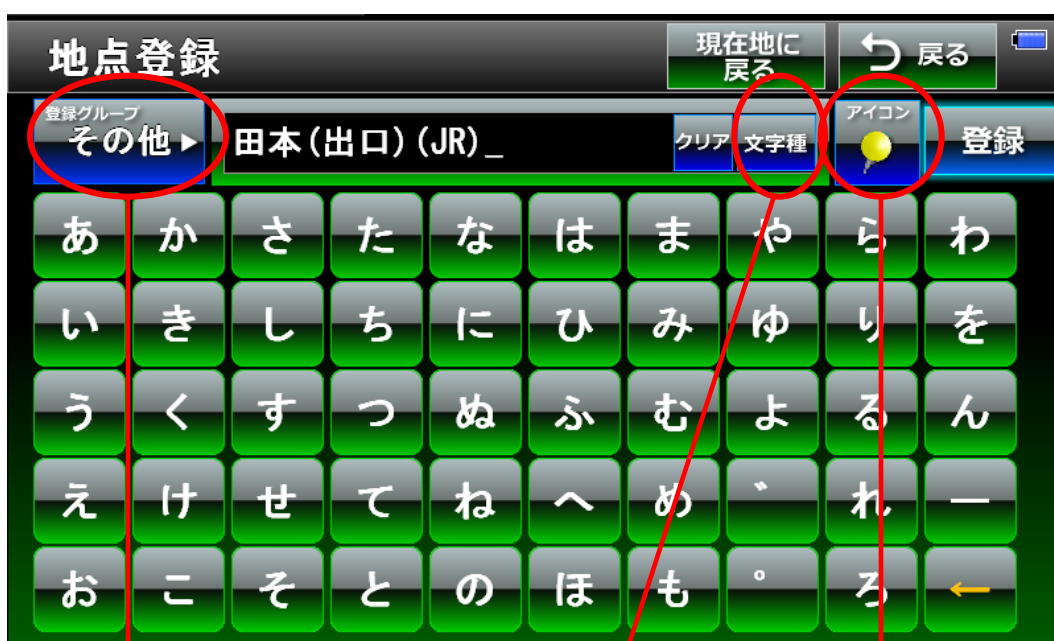 地点登録
現在地に
戻る
戻る
登録グループ
その他▶
田本(出口)(JR)_
クリア
文字種
アイコン
登録
あ か さ た な は ま や ら わ
い き し ち に ひ み ゆ り を
う く す つ ぬ ふ む よ る ん
え け せ て ね へ め ゛ れ ー
お こ そ と の ほ も ゜ ろ ←